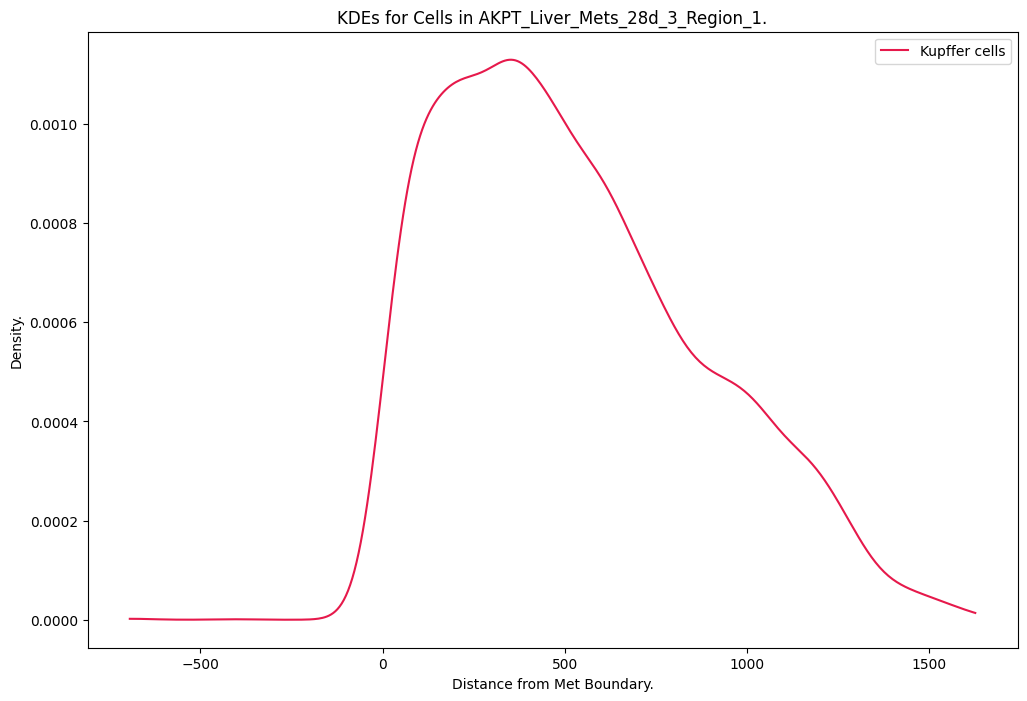 KDEs for Cells in AKPT_Liver_Mets_28d_3_Region_1.
Kupffer cells
Density.
0.0010
0.0008
0.0006
0.0004
0.0002
0.0000
−500
0
500
1000
1500
Distance from Met Boundary.